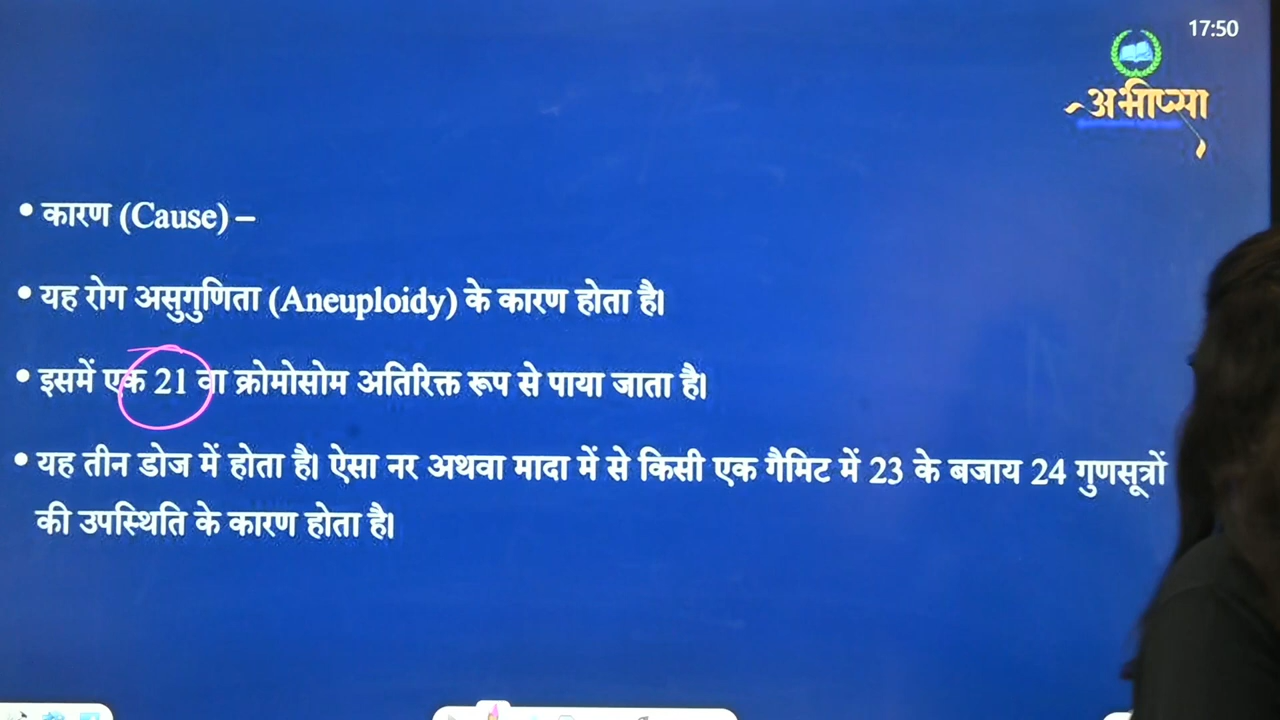 17:50
अभीप्सा
• कारण (Cause) –
• यह रोग असुगुणिता (Aneuploidy) के कारण होता है।
• इसमें एक 21 वा क्रोमोसोम अतिरिक्त रूप से पाया जाता है।
• यह तीन डोज में होता है। ऐसा नर अथवा मादा में से किसी एक गैमिट में 23 के बजाय 24 गुणसूत्रों
की उपस्थिति के कारण होता है।